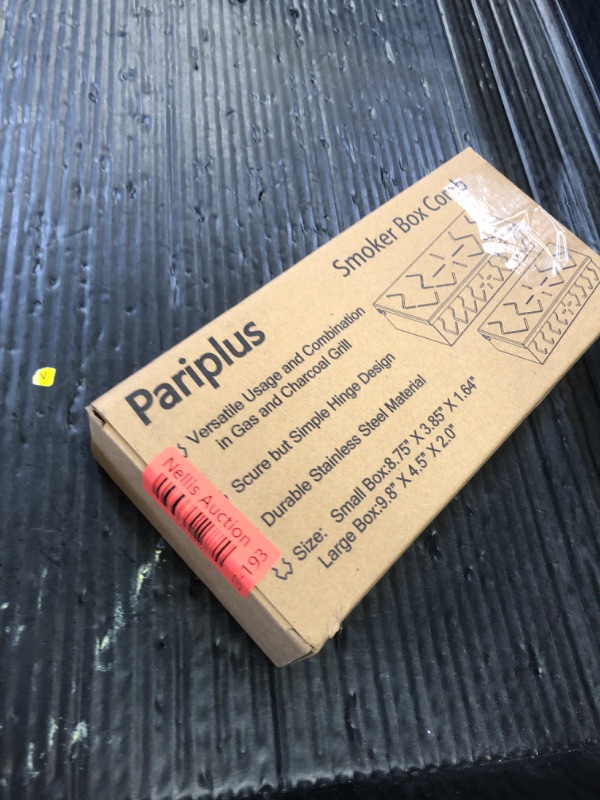 Pariplus
Smoker Box Comb
Versatile Usage and Combination
in Gas and Charcoal Grill
Scure but Simple Hinge Design
Durable Stainless Steel Material
Size: Small Box:8.75" X 3.85" X 1.64"
Large Box:9.8" X 4.5" X 2.0"
Nellis Auction
-193